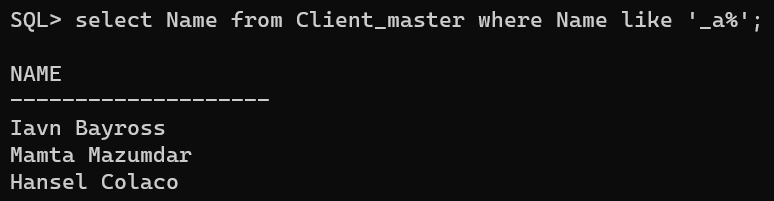 SQL> select Name from Client_master where Name like '_a%';
NAME
--------------------
Iavn Bayross
Mamta Mazumdar
Hansel Colaco